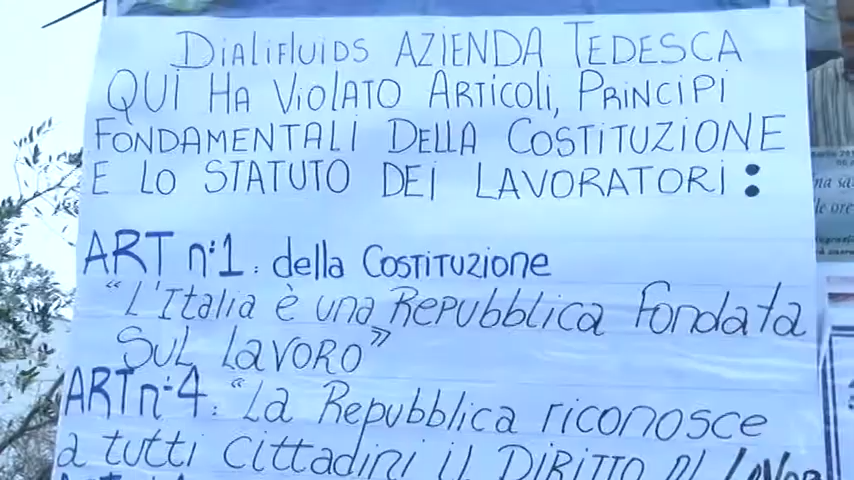 DIALIFLUIDS AZIENDA TEDESCA
QUI HA VIOLATO ARTICOLI, PRINCIPI
FONDAMENTALI DELLA COSTITUZIONE
E LO STATUTO DEI LAVORATORI:
ART n°1: della COSTITUZIONE
"L'Italia è una REPUBBLICA fondata
SUL LAVORO"
ART n°4: "La REPUBBLICA riconosce
a tutti i cittadini il DIRITTO DI